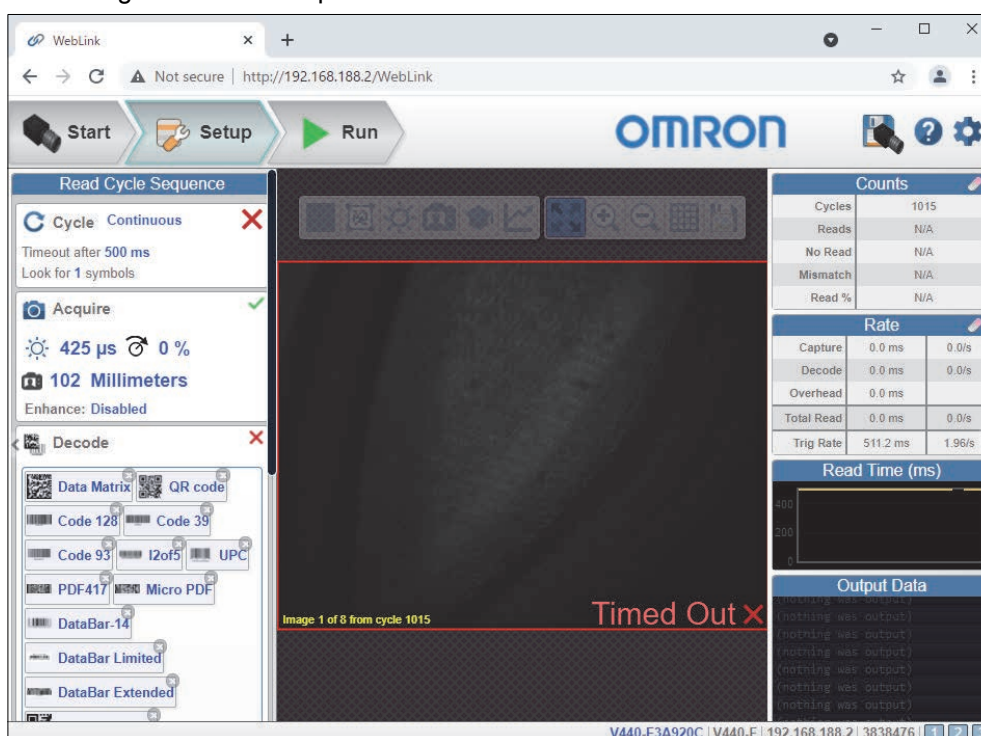 WebLink
Not secure | http://192.168.188.2/WebLink
Start
Setup
Run
OMRON
Read Cycle Sequence
Cycle Continuous
Timeout after 500 ms
Look for 1 symbols
Acquire
425 µs 0 %
102 Millimeters
Enhance: Disabled
Decode
Data Matrix QR code
Code 128 Code 39
Code 93 I2of5 UPC
PDF417 Micro PDF
DataBar-14
DataBar Limited
DataBar Extended
Image 1 of 8 from cycle 1015
Timed Out
Counts
Cycles 1015
Reads N/A
No Read N/A
Mismatch N/A
Read % N/A
Rate
Capture 0.0 ms 0.0/s
Decode 0.0 ms 0.0/s
Overhead 0.0 ms
Total Read 0.0 ms 0.0/s
Trig Rate 511.2 ms 1.96/s
Read Time (ms)
400
200
0
Output Data
(nothing was output)
(nothing was output)
(nothing was output)
(nothing was output)
(nothing was output)
(nothing was output)
(nothing was output)
V440-F3A920C | V440-F | 192.168.188.2 | 3838476 | 1 2